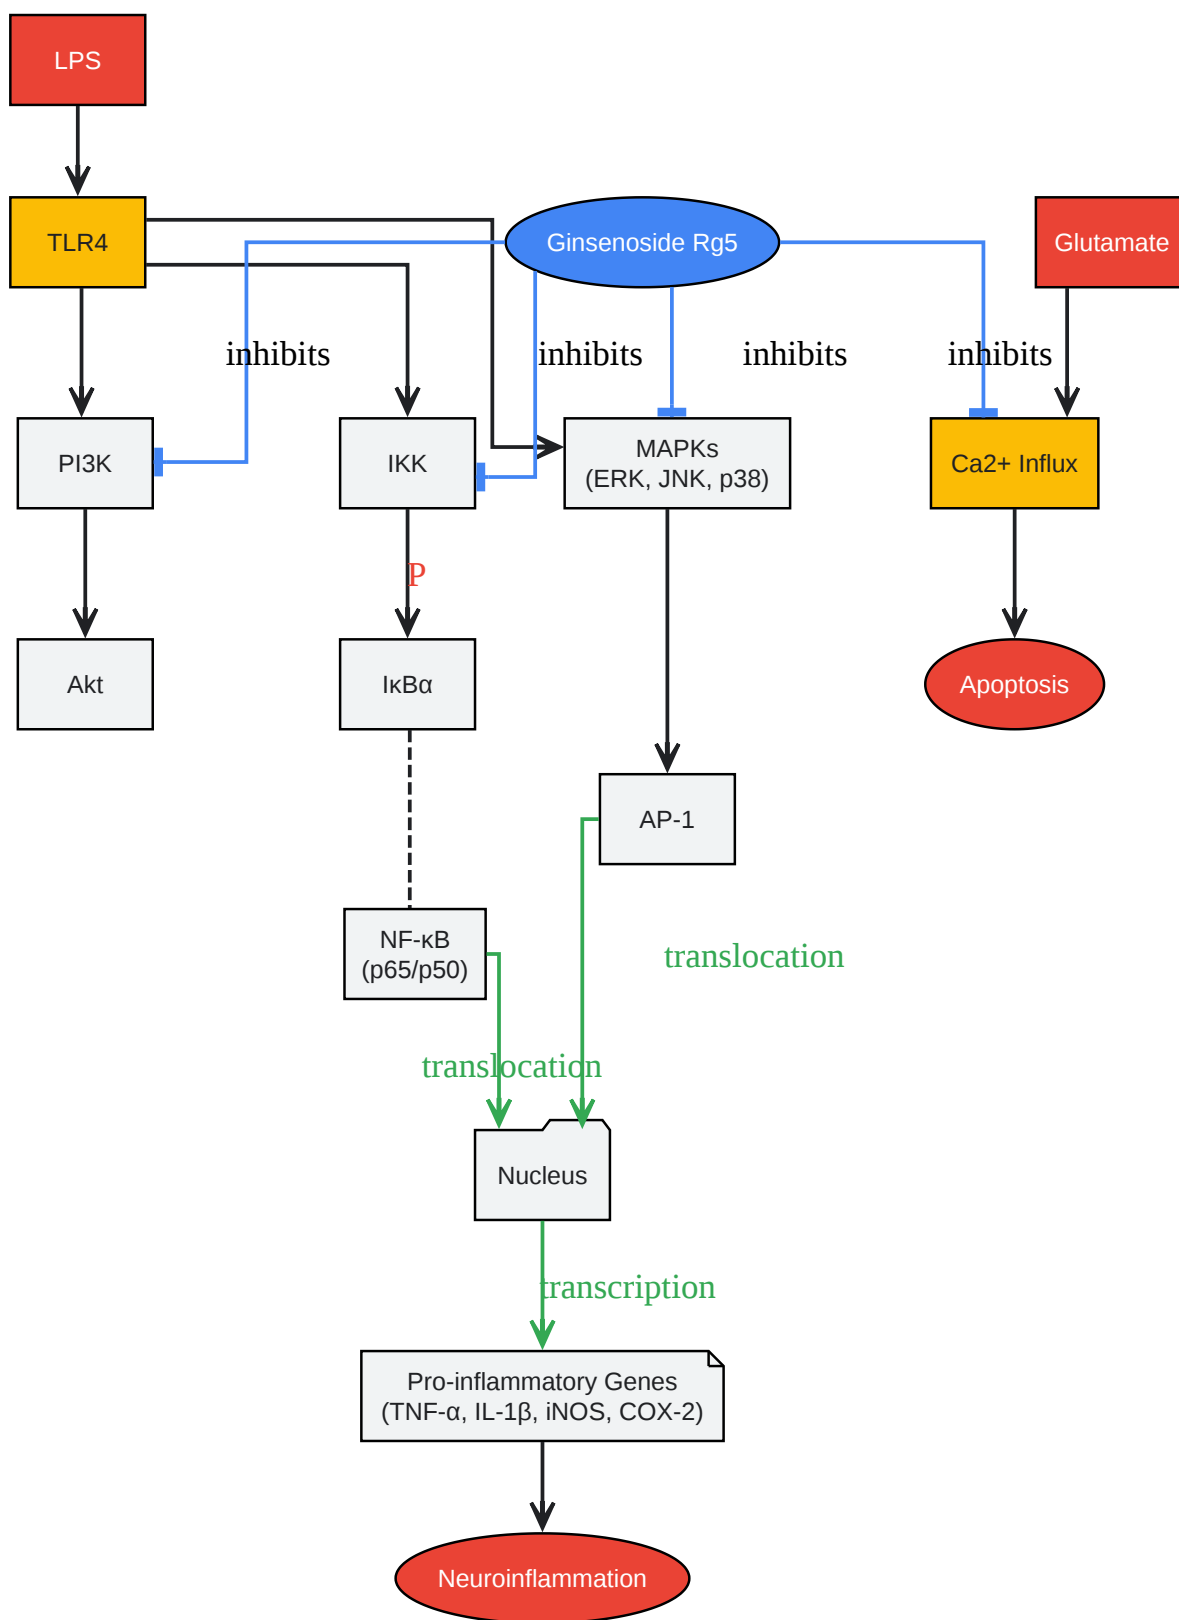 LPS
TLR4
Ginsenoside Rg5
Glutamate
inhibits
inhibits
inhibits
inhibits
PI3K
IKK
MAPKs
(ERK, JNK, p38)
Ca2+ Influx
P
Akt
IκBα
Apoptosis
AP-1
NF-κB
(p65/p50)
translocation
translocation
Nucleus
transcription
Pro-inflammatory Genes
(TNF-α, IL-1β, iNOS, COX-2)
Neuroinflammation